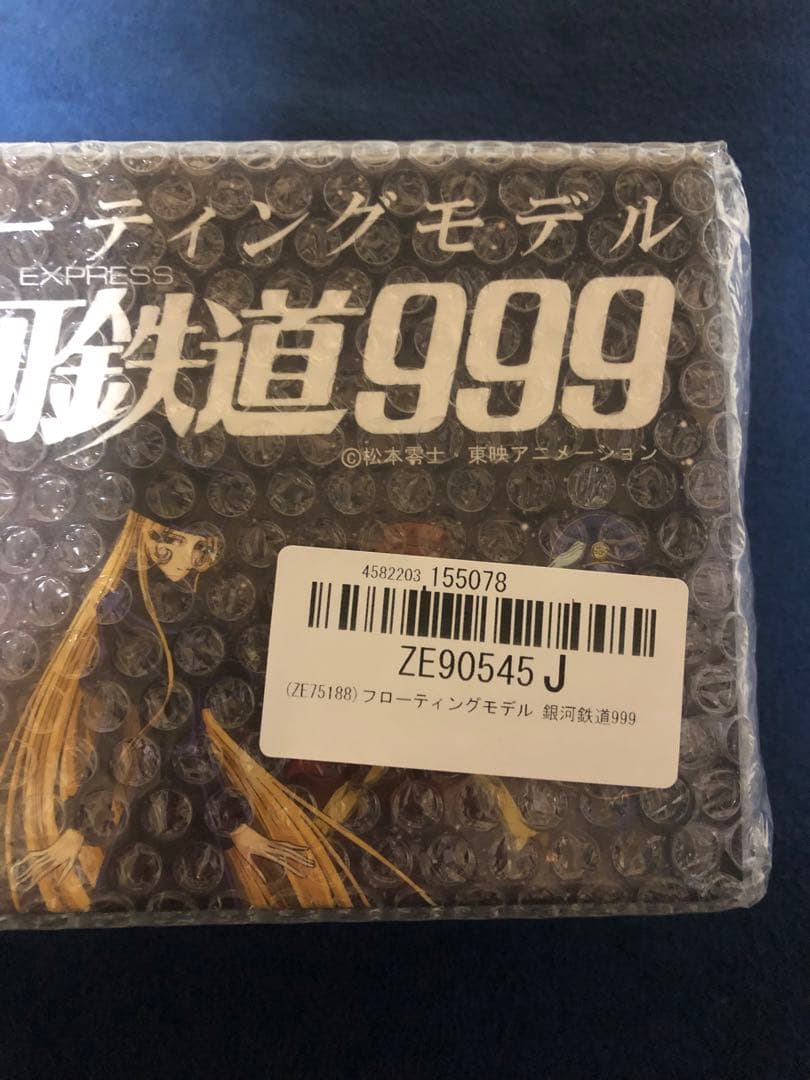 ーティングモデル
EXPRESS
河鉄道999
©松本零士・東映アニメーション
4582203 155078
ZE90545 J
(ZE75188)フローティングモデル 銀河鉄道999